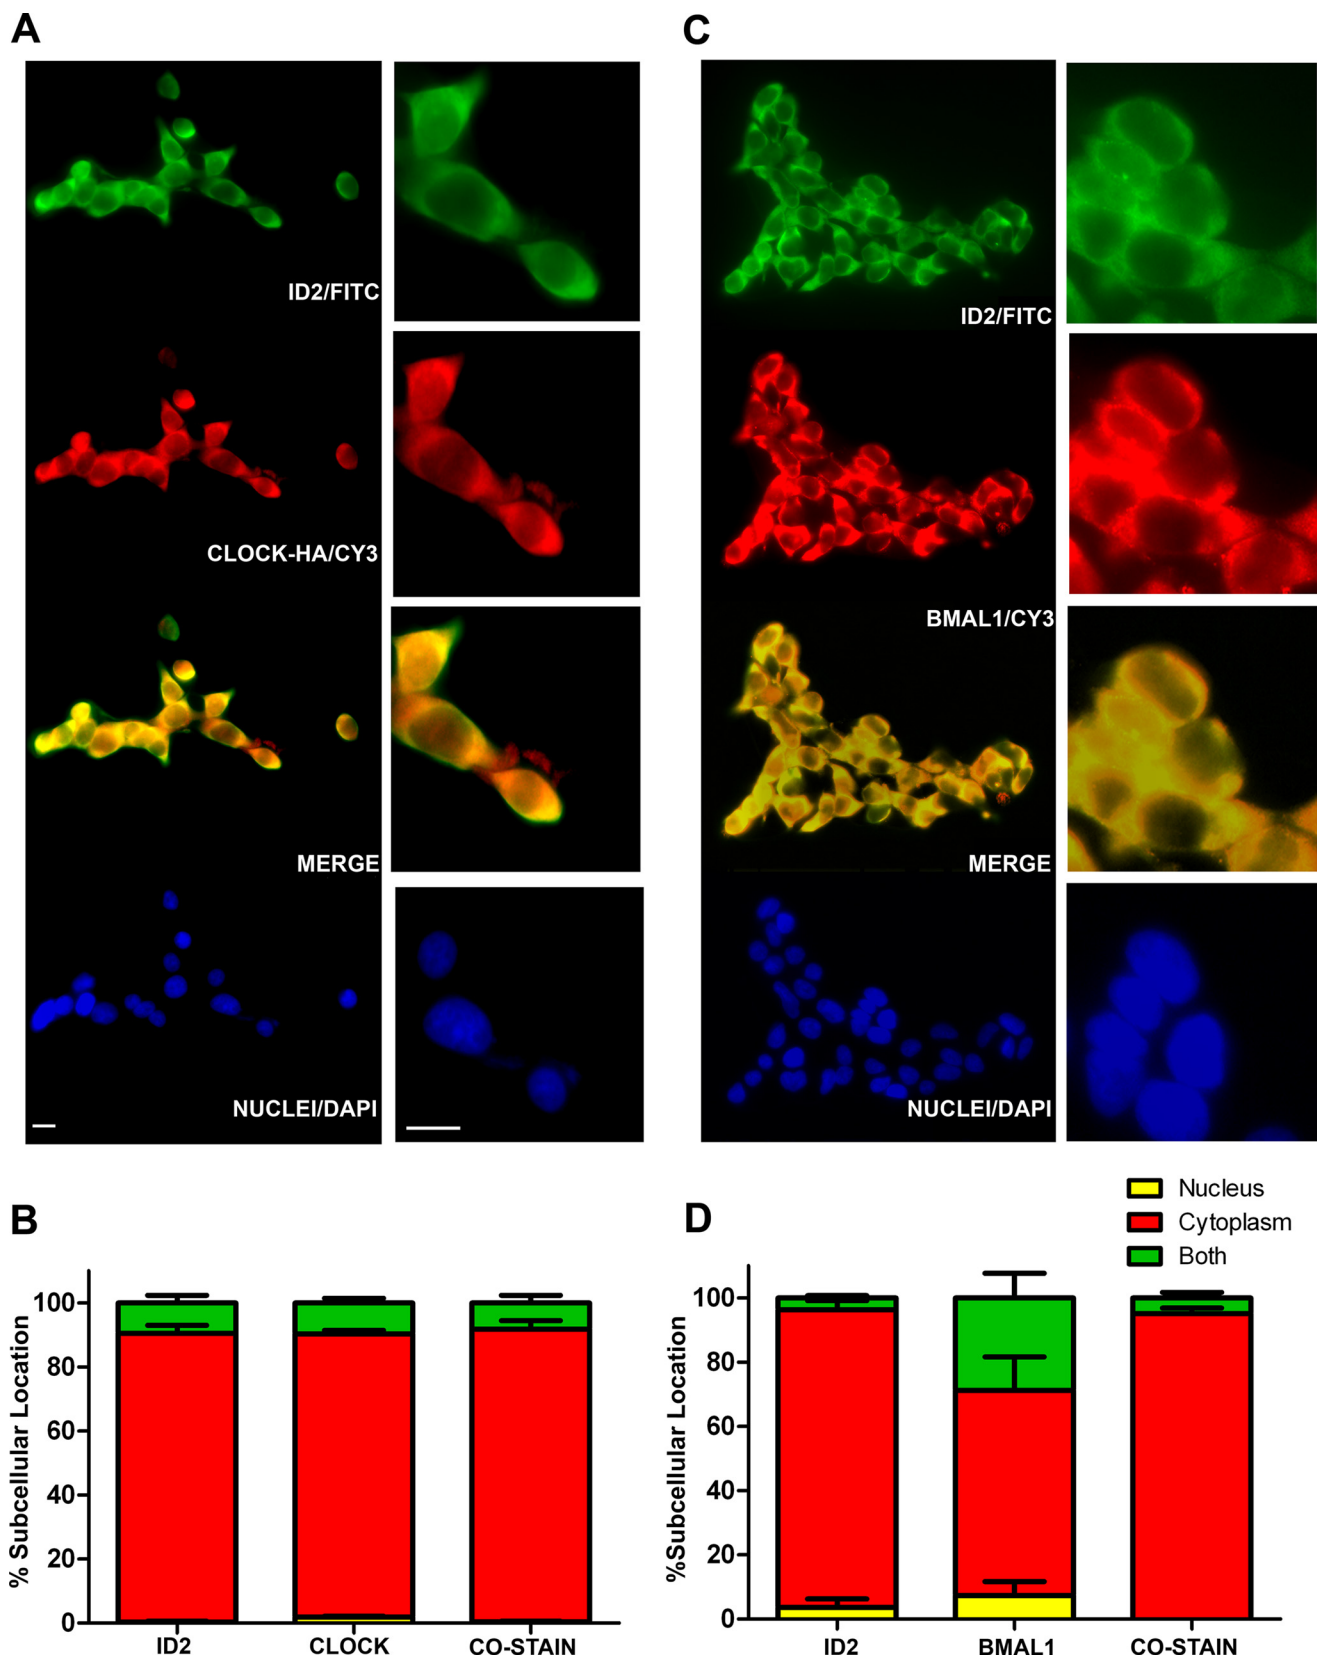 A
ID2/FITC
CLOCK-HA/CY3
MERGE
NUCLEI/DAPI
C
ID2/FITC
BMAL1/CY3
MERGE
NUCLEI/DAPI
B
% Subcellular Location
100
80
60
40
20
0
ID2
CLOCK
CO-STAIN
D
Nucleus
Cytoplasm
Both
%Subcellular Location
100
80
60
40
20
0
ID2
BMAL1
CO-STAIN